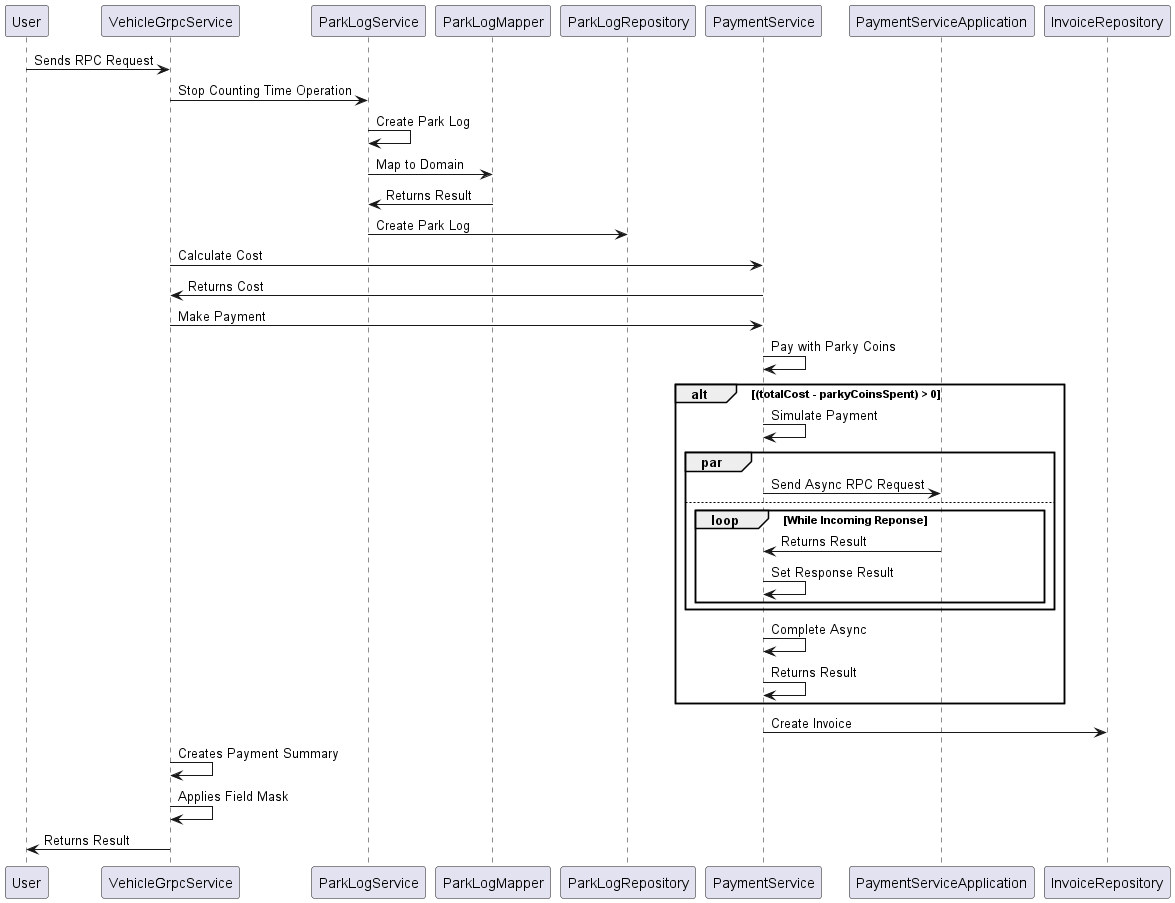 User VehicleGrpcService ParkLogService ParkLogMapper ParkLogRepository PaymentService PaymentServiceApplication InvoiceRepository
Sends RPC Request
Stop Counting Time Operation
Create Park Log
Map to Domain
Returns Result
Create Park Log
Calculate Cost
Returns Cost
Make Payment
Pay with Parky Coins
alt [(totalCost - parkyCoinsSpent) > 0]
Simulate Payment
par
Send Async RPC Request
loop [While Incoming Reponse]
Returns Result
Set Response Result
Complete Async
Returns Result
Create Invoice
Creates Payment Summary
Applies Field Mask
Returns Result
User VehicleGrpcService ParkLogService ParkLogMapper ParkLogRepository PaymentService PaymentServiceApplication InvoiceRepository